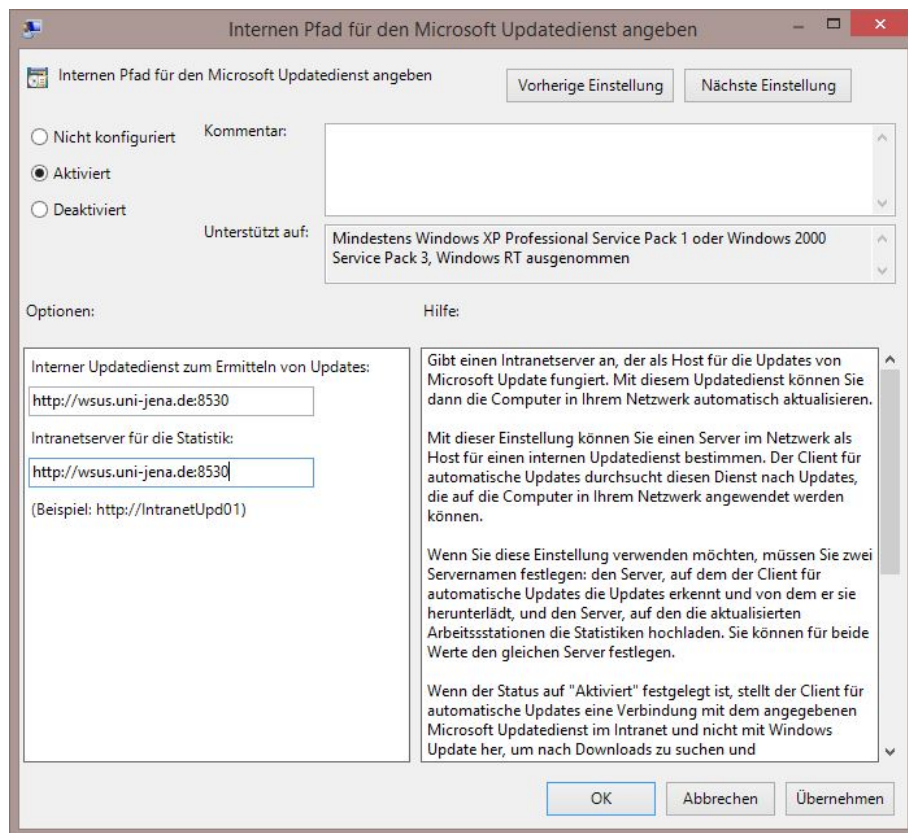 Internen Pfad für den Microsoft Updatedienst angeben
Internen Pfad für den Microsoft Updatedienst angeben
Vorherige Einstellung
Nächste Einstellung
Nicht konfiguriert
Aktiviert
Deaktiviert
Kommentar:
Unterstützt auf:
Mindestens Windows XP Professional Service Pack 1 oder Windows 2000
Service Pack 3, Windows RT ausgenommen
Optionen:
Interner Updatedienst zum Ermitteln von Updates:
http://wsus.uni-jena.de:8530
Intranetserver für die Statistik:
http://wsus.uni-jena.de:8530
(Beispiel: http://IntranetUpd01)
Hilfe:
Gibt einen Intranetserver an, der als Host für die Updates von
Microsoft Update fungiert. Mit diesem Updatedienst können Sie
dann die Computer in Ihrem Netzwerk automatisch aktualisieren.
Mit dieser Einstellung können Sie einen Server im Netzwerk als
Host für einen internen Updatedienst bestimmen. Der Client für
automatische Updates durchsucht diesen Dienst nach Updates,
die auf die Computer in Ihrem Netzwerk angewendet werden
können.
Wenn Sie diese Einstellung verwenden möchten, müssen Sie zwei
Servernamen festlegen: den Server, auf dem der Client für
automatische Updates die Updates erkennt und von dem er sie
herunterlädt, und den Server, auf den die aktualisierten
Arbeitssstationen die Statistiken hochladen. Sie können für beide
Werte den gleichen Server festlegen.
Wenn der Status auf "Aktiviert" festgelegt ist, stellt der Client für
automatische Updates eine Verbindung mit dem angegebenen
Microsoft Updatedienst im Intranet und nicht mit Windows
Update her, um nach Downloads zu suchen und
OK
Abbrechen
Übernehmen